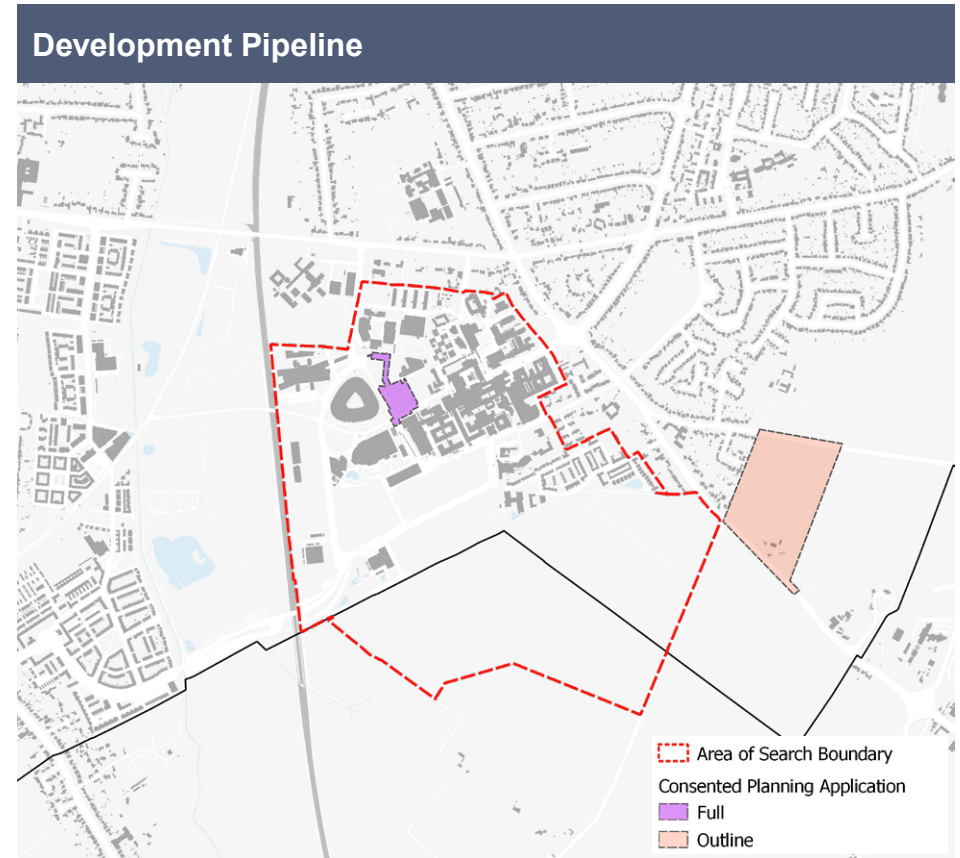 Development Pipeline
Area of Search Boundary
Consented Planning Application
Full
Outline